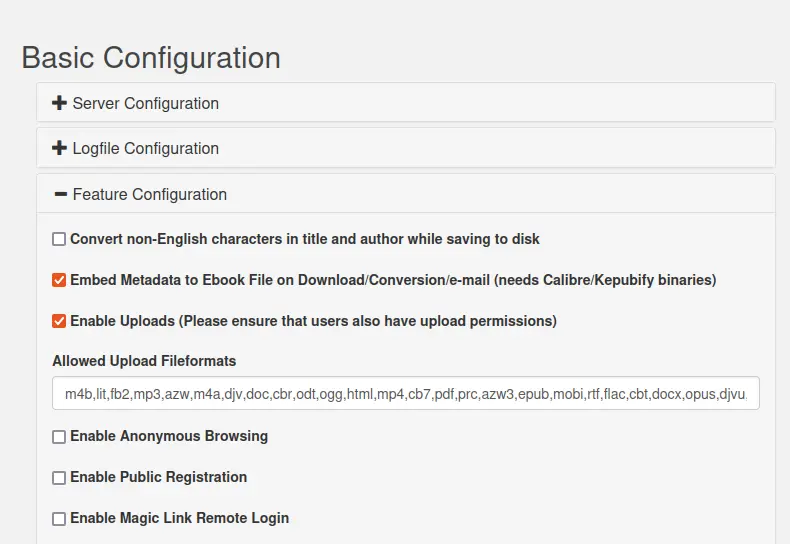 Basic Configuration
Server Configuration
Logfile Configuration
Feature Configuration
Convert non-English characters in title and author while saving to disk
Embed Metadata to Ebook File on Download/Conversion/e-mail (needs Calibre/Kepubify binaries)
Enable Uploads (Please ensure that users also have upload permissions)
Allowed Upload Fileformats
m4b,lit,fb2,mp3,azw,m4a,djv,doc,cbr,odt,ogg,html,mp4,cb7,pdf,prc,azw3,epub,mobi,rtf,flac,cbt,docx,opus,djvu,
Enable Anonymous Browsing
Enable Public Registration
Enable Magic Link Remote Login